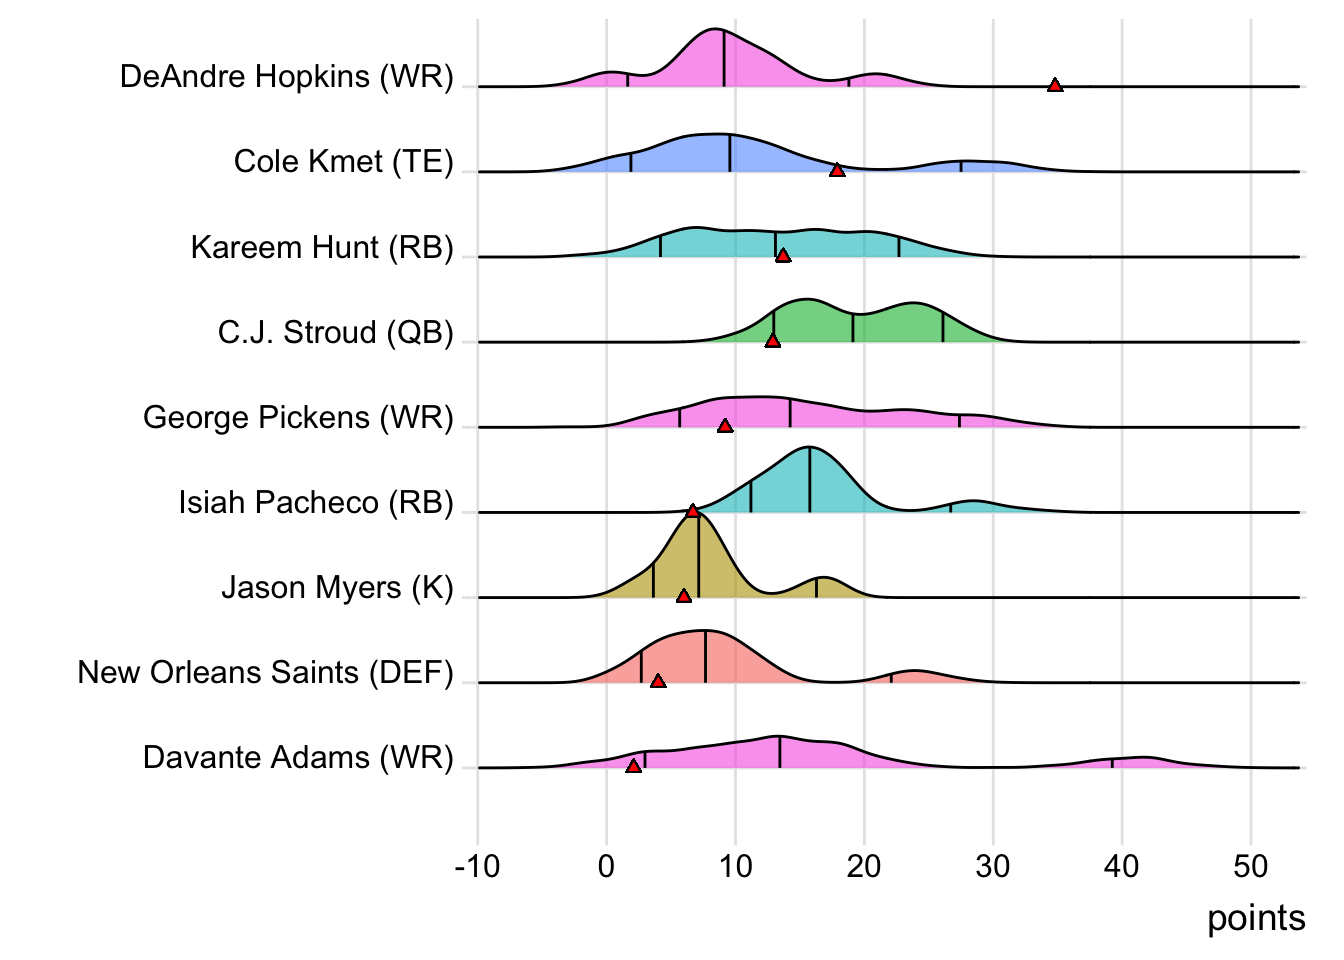 DeAndre Hopkins (WR)
Cole Kmet (TE)
Kareem Hunt (RB)
C.J. Stroud (QB)
George Pickens (WR)
Isiah Pacheco (RB)
Jason Myers (K)
New Orleans Saints (DEF)
Davante Adams (WR)
-10 0 10 20 30 40 50
points